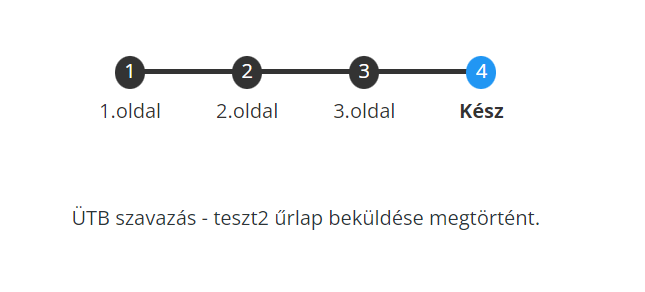 1 2 3 4
1.oldal 2.oldal 3.oldal Kész
ÜTB szavazás - teszt2 űrlap beküldése megtörtént.